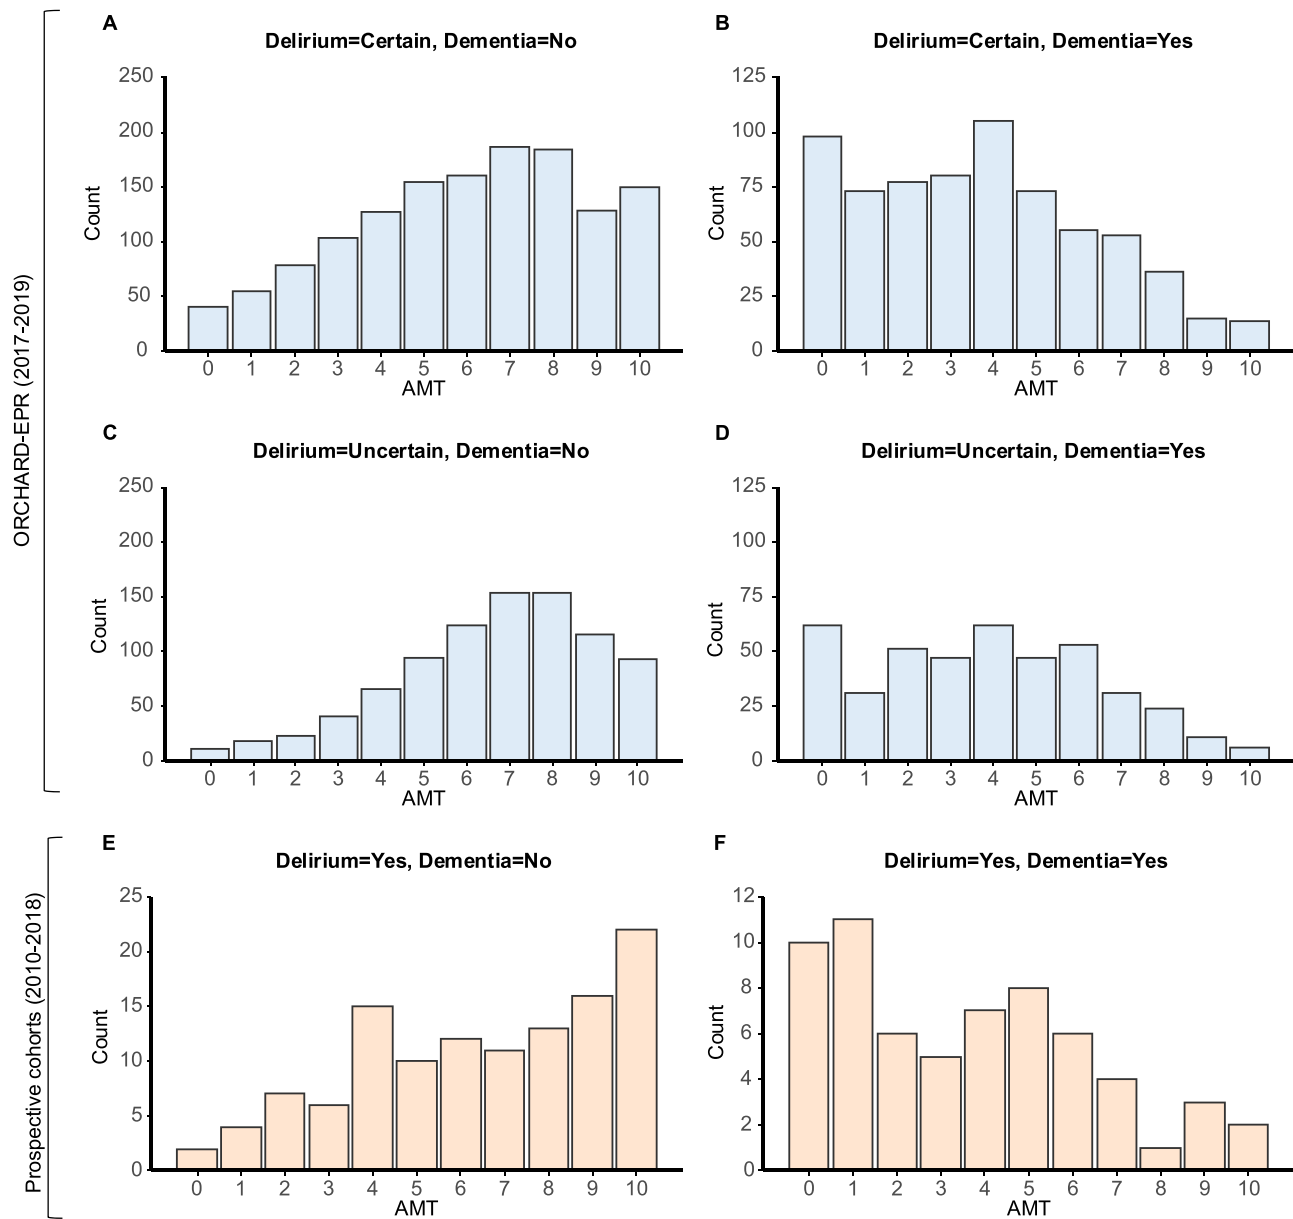 ORCHARD-EPR (2017-2019)
A
Delirium=Certain, Dementia=No
250
200
150
100
50
0
Count
0 1 2 3 4 5 6 7 8 9 10
AMT
B
Delirium=Certain, Dementia=Yes
125
100
75
50
25
0
Count
0 1 2 3 4 5 6 7 8 9 10
AMT
C
Delirium=Uncertain, Dementia=No
250
200
150
100
50
0
Count
0 1 2 3 4 5 6 7 8 9 10
AMT
D
Delirium=Uncertain, Dementia=Yes
125
100
75
50
25
0
Count
0 1 2 3 4 5 6 7 8 9 10
AMT
Prospective cohorts (2010-2018)
E
Delirium=Yes, Dementia=No
25
20
15
10
5
0
Count
0 1 2 3 4 5 6 7 8 9 10
AMT
F
Delirium=Yes, Dementia=Yes
12
10
8
6
4
2
0
Count
0 1 2 3 4 5 6 7 8 9 10
AMT